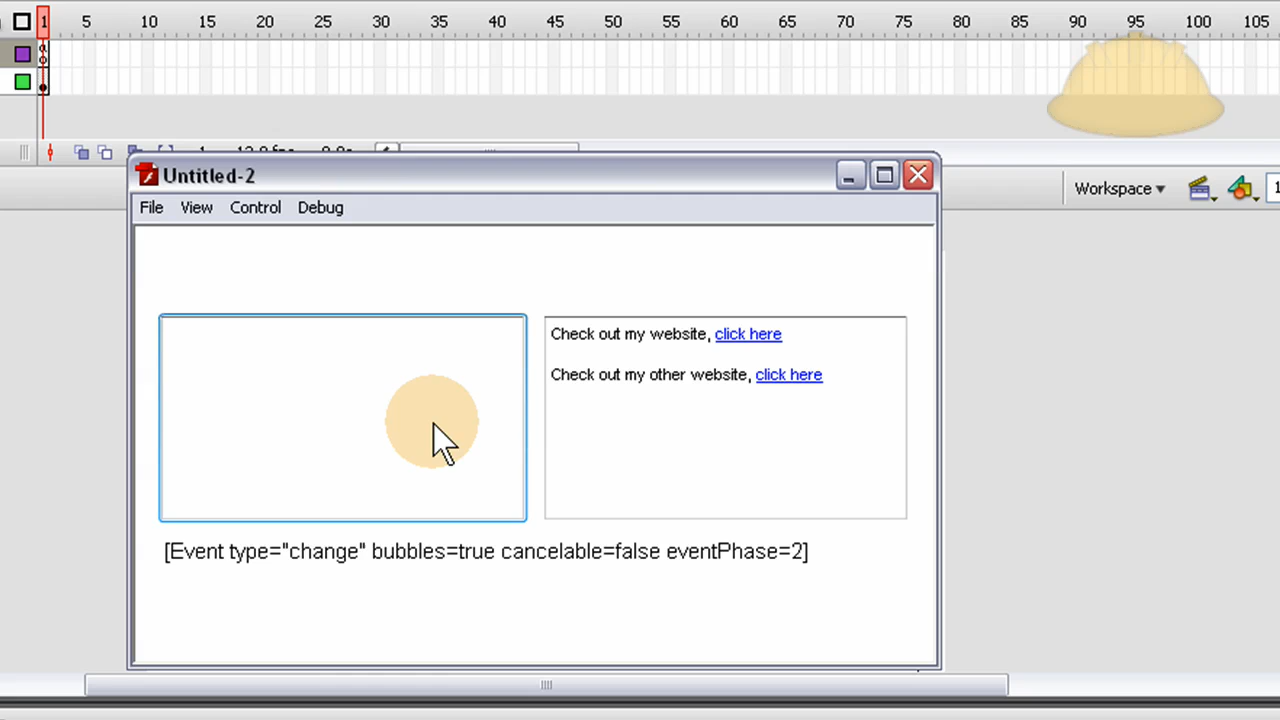 1 5 10 15 20 25 30 35 40 45 50 55 60 65 70 75 80 85 90 95 100 105
Untitled-2
Workspace
File View Control Debug
Check out my website, click here
Check out my other website, click here
[Event type="change" bubbles=true cancelable=false eventPhase=2]